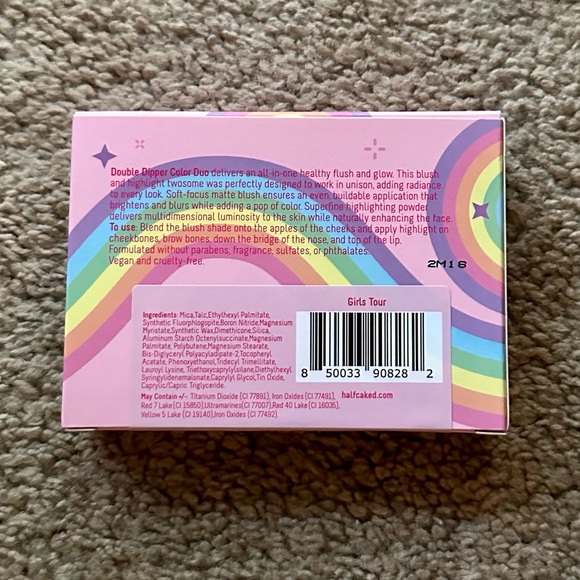 Double Dipper Color Duo delivers an all-in-one healthy flush and glow. This blush
and highlight twosome was perfectly designed to work in unison, adding radiance
to every look. Soft-focus matte blush ensures an even, buildable application that
brightens and blurs while adding a pop of color. Superfine highlighting powder
delivers multidimensional luminosity to the skin while naturally enhancing the face.
To use: Blend the blush shade onto the apples of the cheeks and apply highlight on
cheekbones, brow bones, down the bridge of the nose, and top of the lip.
Formulated without parabens, fragrance, sulfates, or phthalates.
Vegan and cruelty-free.
2M16
Ingredients: Mica,Talc,Ethylhexyl Palmitate,
Synthetic Fluorphlogopite,Boron Nitride,Magnesium
Myristate,Synthetic Wax,Dimethicone,Silica,
Aluminum Starch Octenylsuccinate,Magnesium
Palmitate, Polybutene,Magnesium Stearate,
Bis-Diglyceryl Polyacyladipate-2,Tocopheryl
Acetate, Phenoxyethanol,Tridecyl Trimellitate,
Lauroyl Lysine, Triethoxycaprylylsilane,Diethylhexyl
Syringylidenemalonate,Caprylyl Glycol,Tin Oxide,
Caprylic/Capric Triglyceride.
May Contain +/-: Titanium Dioxide (CI 77891), Iron Oxides (CI 77491),
Red 7 Lake(CI 15850),Ultramarines(CI 77007),Red 40 Lake (CI 16035),
Yellow 5 Lake (CI 19140),Iron Oxides (CI 77492).
Girls Tour
8 50033 90828 2
halfcaked.com